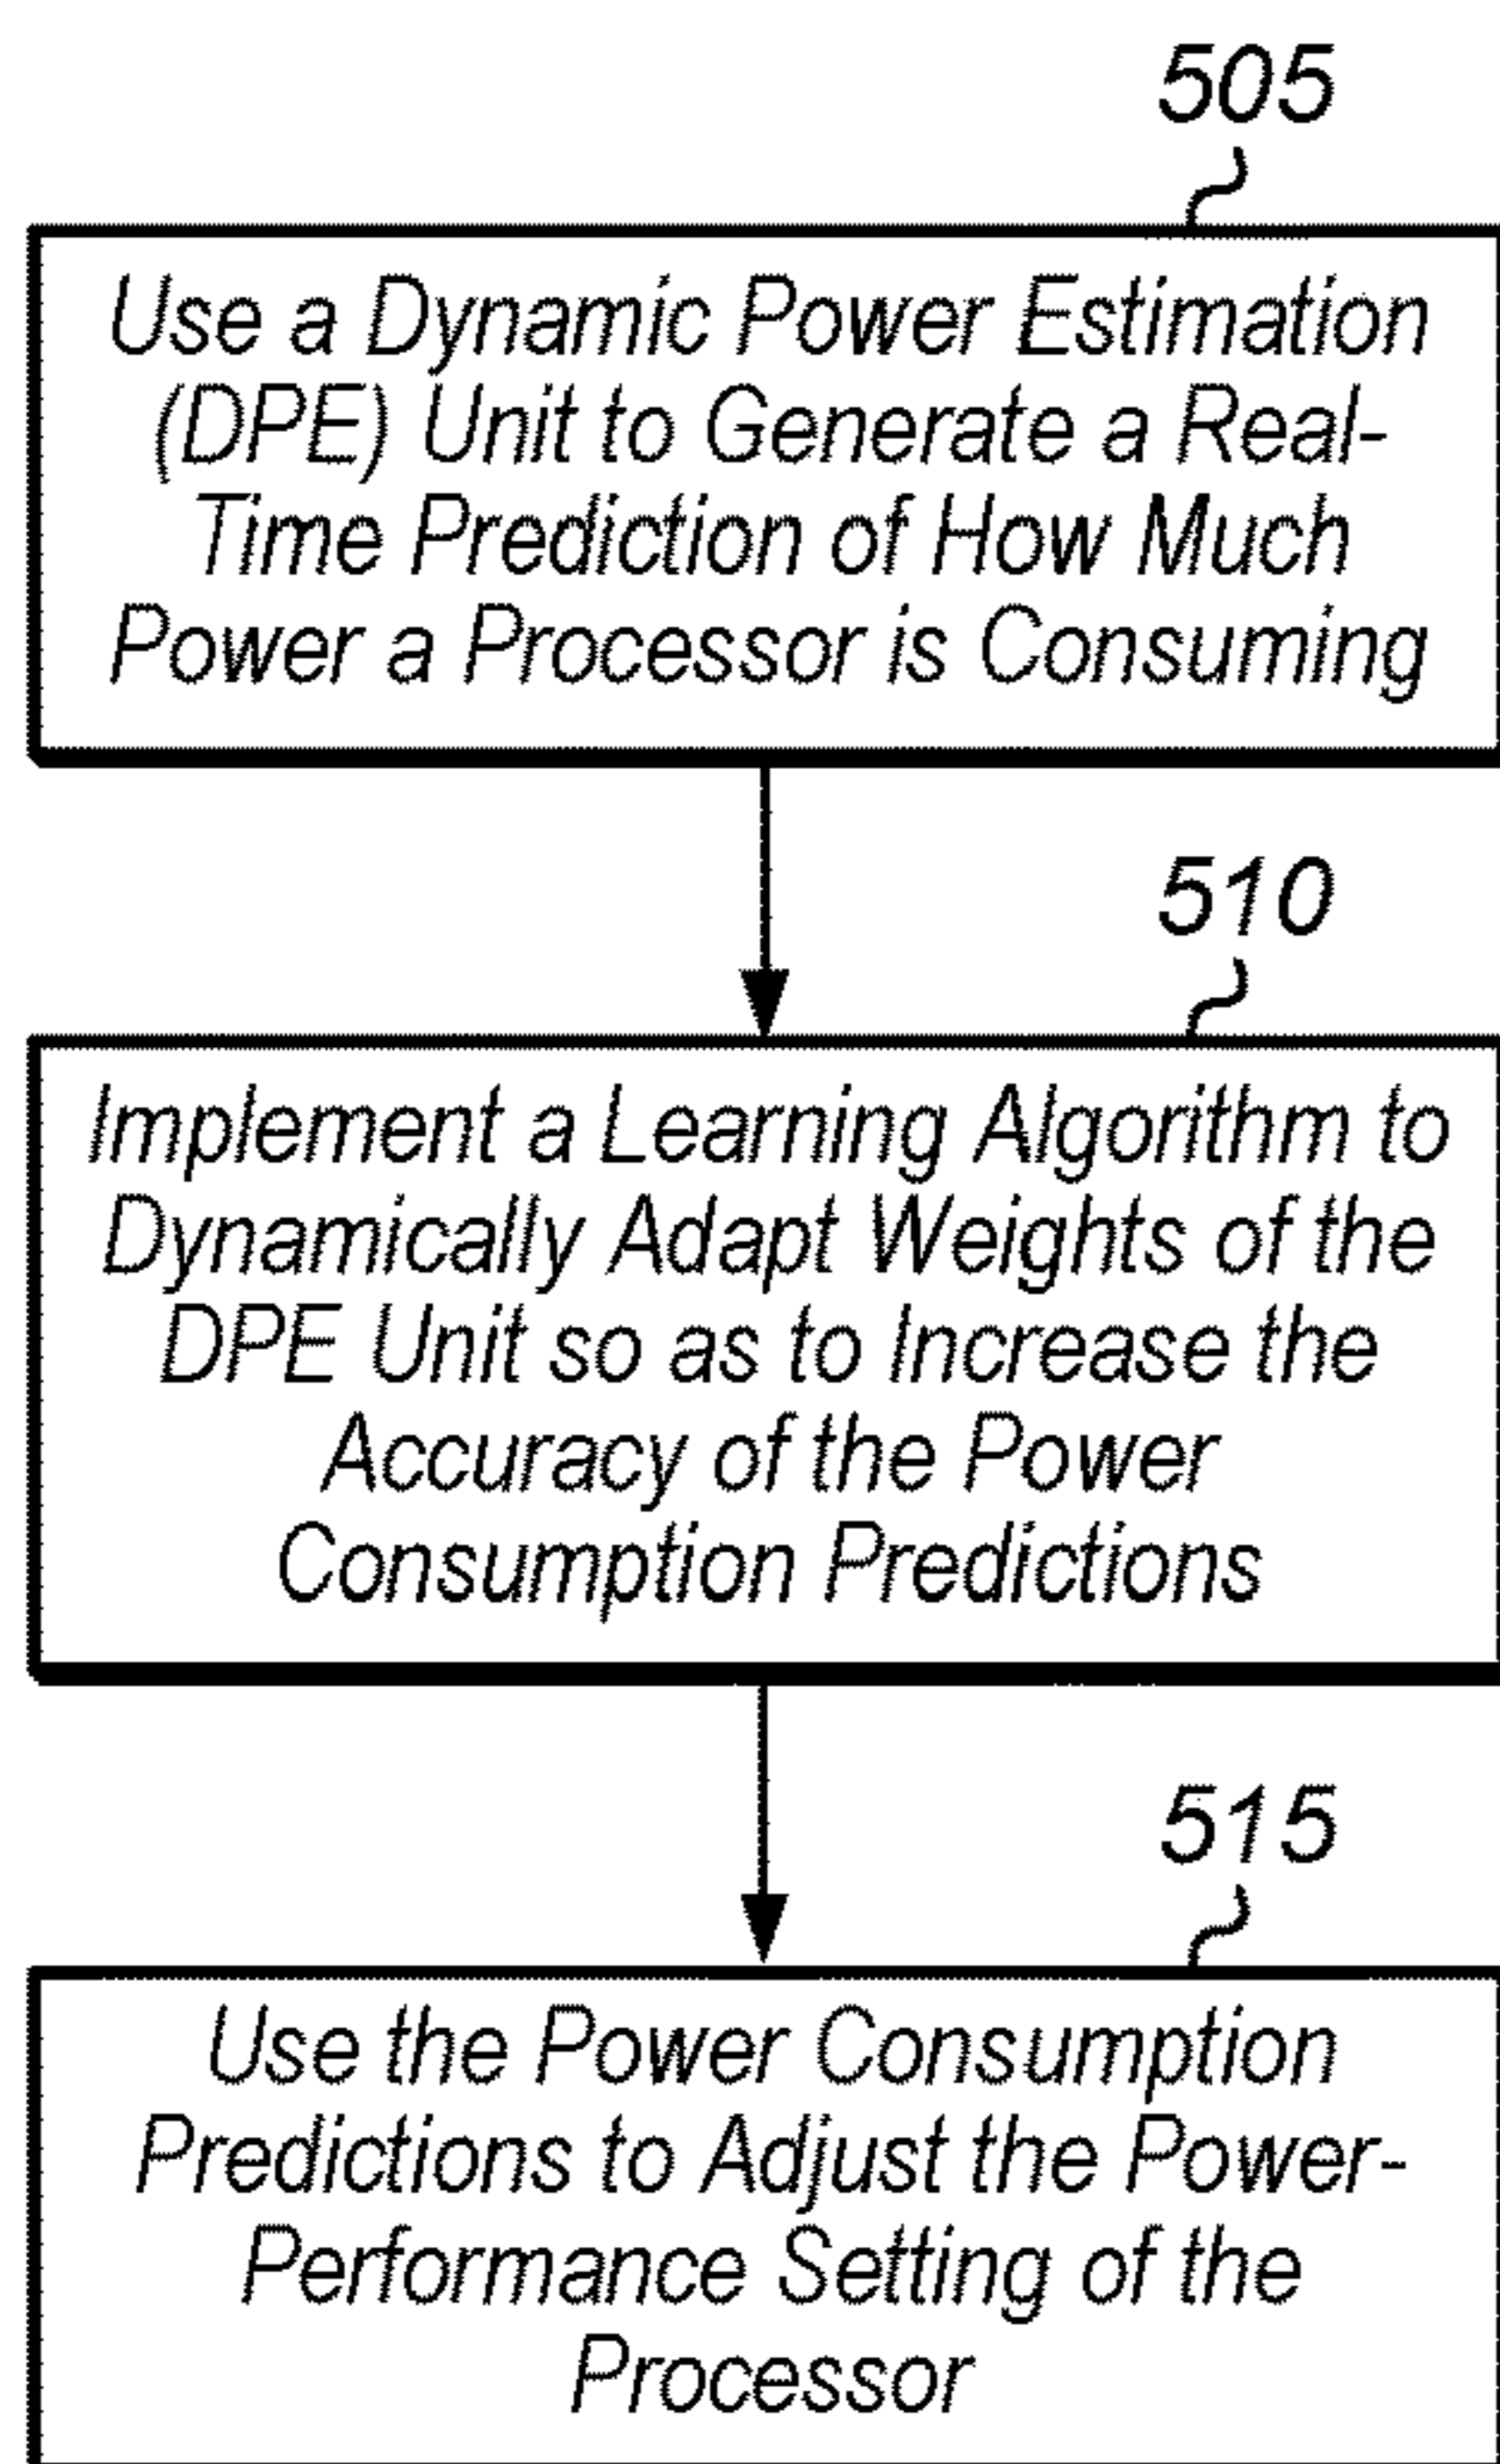 505
Use a Dynamic Power Estimation
(DPE) Unit to Generate a Real-
Time Prediction of How Much
Power a Processor is Consuming
510
Implement a Learning Algorithm to
Dynamically Adapt Weights of the
DPE Unit so as to Increase the
Accuracy of the Power
Consumption Predictions
515
Use the Power Consumption
Predictions to Adjust the Power-
Performance Setting of the
Processor